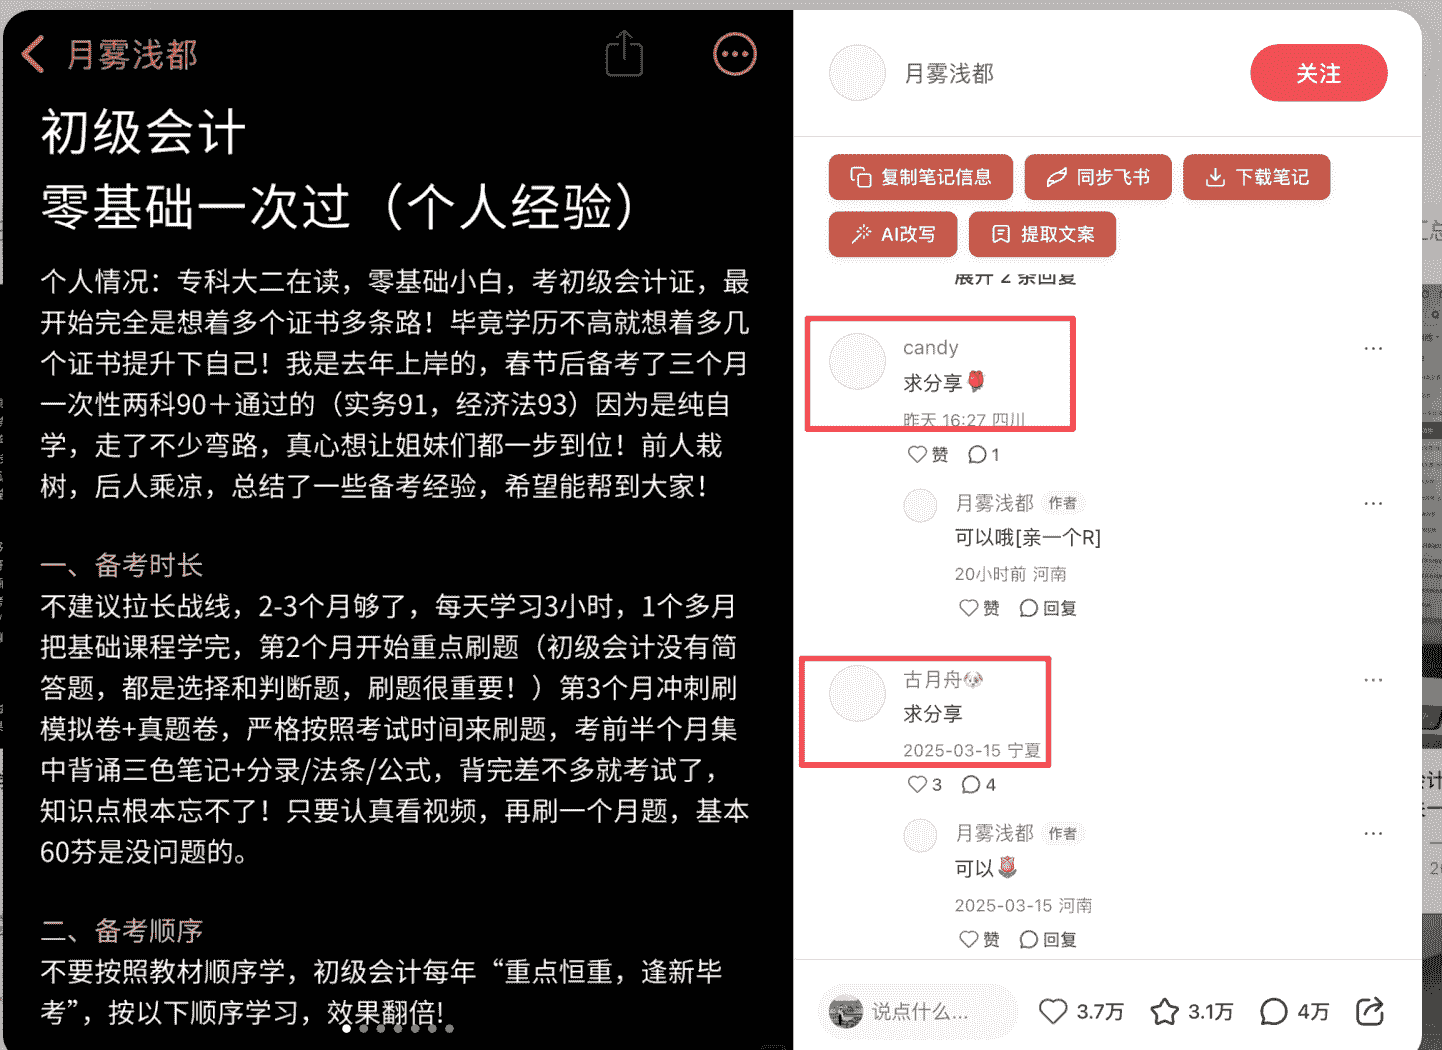 月雾浅都
初级会计
零基础一次过（个人经验）
个人情况：专科大二在读，零基础小白，考初级会计证，最
开始完全是想着多个证书多条路！毕竟学历不高就想着多几
个证书提升下自己！我是去年上岸的，春节后备考了三个月
一次性两科90＋通过的（实务91，经济法93）因为是纯自
学，走了不少弯路，真心想让姐妹们都一步到位！前人栽
树，后人乘凉，总结了一些备考经验，希望能帮到大家！
一、备考时长
不建议拉长战线，2-3个月够了，每天学习3小时，1个多月
把基础课程学完，第2个月开始重点刷题（初级会计没有简
答题，都是选择和判断题，刷题很重要！）第3个月冲刺刷
模拟卷+真题卷，严格按照考试时间来刷题，考前半个月集
中背诵三色笔记+分录/法条/公式，背完差不多就考试了，
知识点根本忘不了！只要认真看视频，再刷一个月题，基本
60芬是没问题的。
二、备考顺序
不要按照教材顺序学，初级会计每年“重点恒重，逢新毕
考”，按以下顺序学习，效果翻倍!
月雾浅都
关注
复制笔记信息 同步飞书 下载笔记
AI改写 提取文案
展开 2 条回复
candy
求分享🌹
昨天 16:27 四川
赞 1
月雾浅都 作者
可以哦[亲一个R]
20小时前 河南
赞 回复
古月舟🐶
求分享
2025-03-15 宁夏
3 4
月雾浅都 作者
可以🌷
2025-03-15 河南
赞 回复
说点什么... 3.7万 3.1万 4万